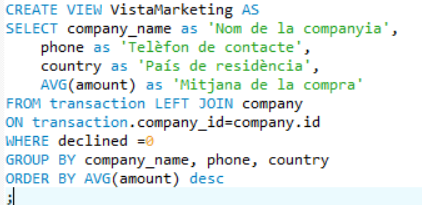 CREATE VIEW VistaMarketing AS
SELECT company_name as 'Nom de la companyia',
phone as 'Telèfon de contacte',
country as 'País de residència',
AVG(amount) as 'Mitjana de la compra'
FROM transaction LEFT JOIN company
ON transaction.company_id=company.id
WHERE declined =0
GROUP BY company_name, phone, country
ORDER BY AVG(amount) desc
;